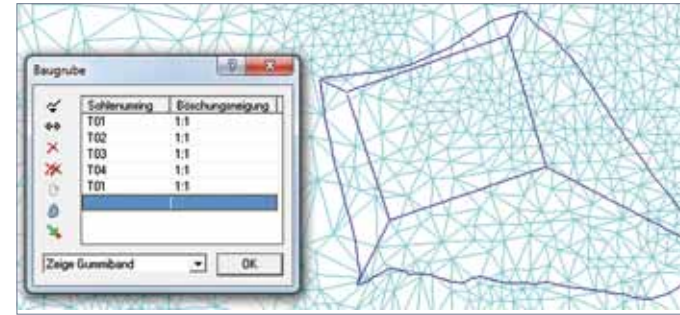 Baugrube
Sohlenumring Böschungsneigung
T01 1:1
T02 1:1
T03 1:1
T04 1:1
T01 1:1
Zeige Gummiband OK